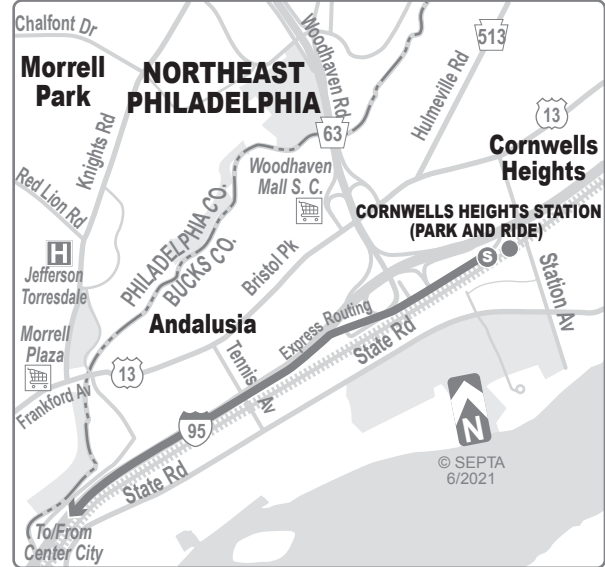 Chalfont Dr
Morrell
Park
NORTHEAST
PHILADELPHIA
Woodhaven Rd
513
Hulmeville Rd
13
63
Knights Rd
Cornwells
Heights
Woodhaven
Mall S. C.
Red Lion Rd
CORNWELLS HEIGHTS STATION
(PARK AND RIDE)
S
H
Jefferson
Torresdale
PHILADELPHIA CO.
BUCKS CO.
Bristol Pk
Station Av
Andalusia
Express Routing
State Rd
Morrell
Plaza
13
Tennis Av
Frankford Av
95
N
State Rd
© SEPTA
6/2021
To/From
Center City